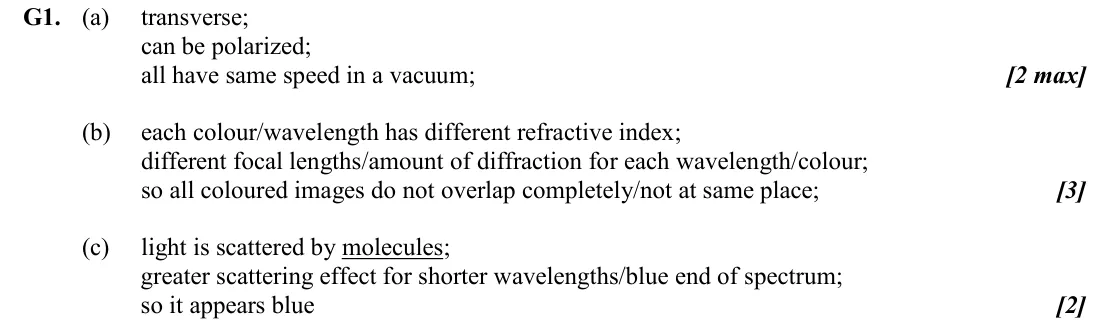 G1. (a) transverse;
can be polarized;
all have same speed in a vacuum; [2 max]
(b) each colour/wavelength has different refractive index;
different focal lengths/amount of diffraction for each wavelength/colour;
so all coloured images do not overlap completely/not at same place; [3]
(c) light is scattered by molecules;
greater scattering effect for shorter wavelengths/blue end of spectrum;
so it appears blue [2]